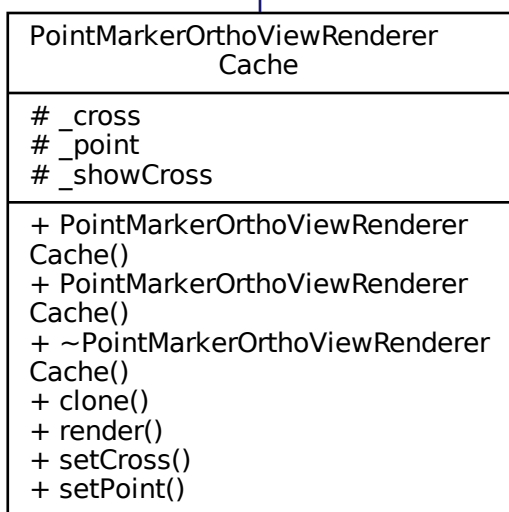 PointMarkerOrthoViewRenderer
Cache
# _cross
# _point
# _showCross
+ PointMarkerOrthoViewRenderer
Cache()
+ PointMarkerOrthoViewRenderer
Cache()
+ ~PointMarkerOrthoViewRenderer
Cache()
+ clone()
+ render()
+ setCross()
+ setPoint()